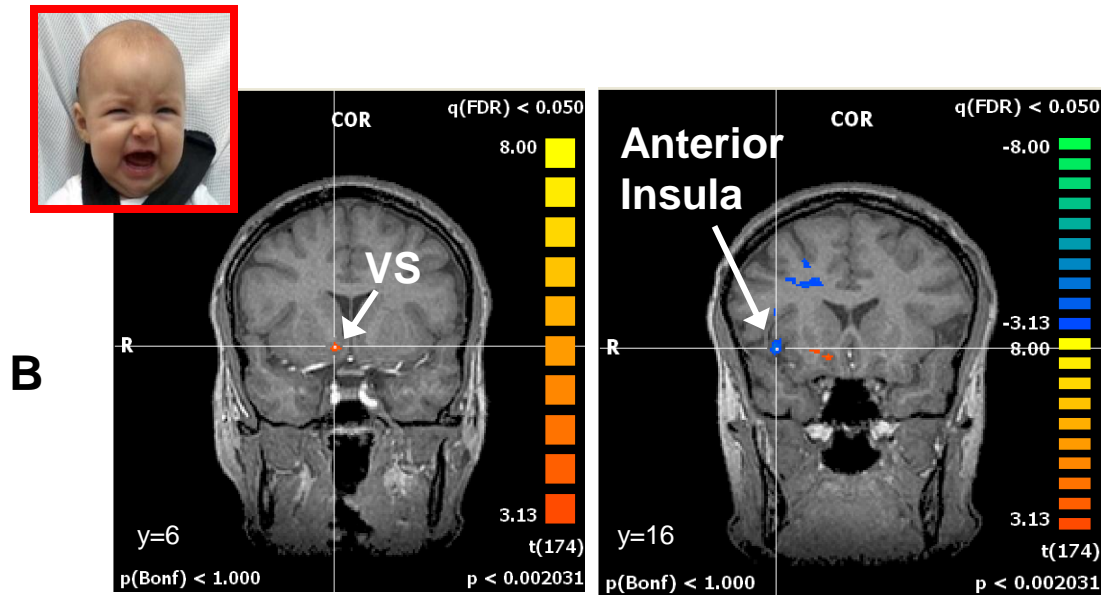 B
COR
q(FDR) < 0.050
8.00
VS
R
3.13
y=6
t(174)
p(Bonf) < 1.000
p < 0.002031
COR
q(FDR) < 0.050
-8.00
Anterior
Insula
-3.13
8.00
R
3.13
y=16
t(174)
p(Bonf) < 1.000
p < 0.002031